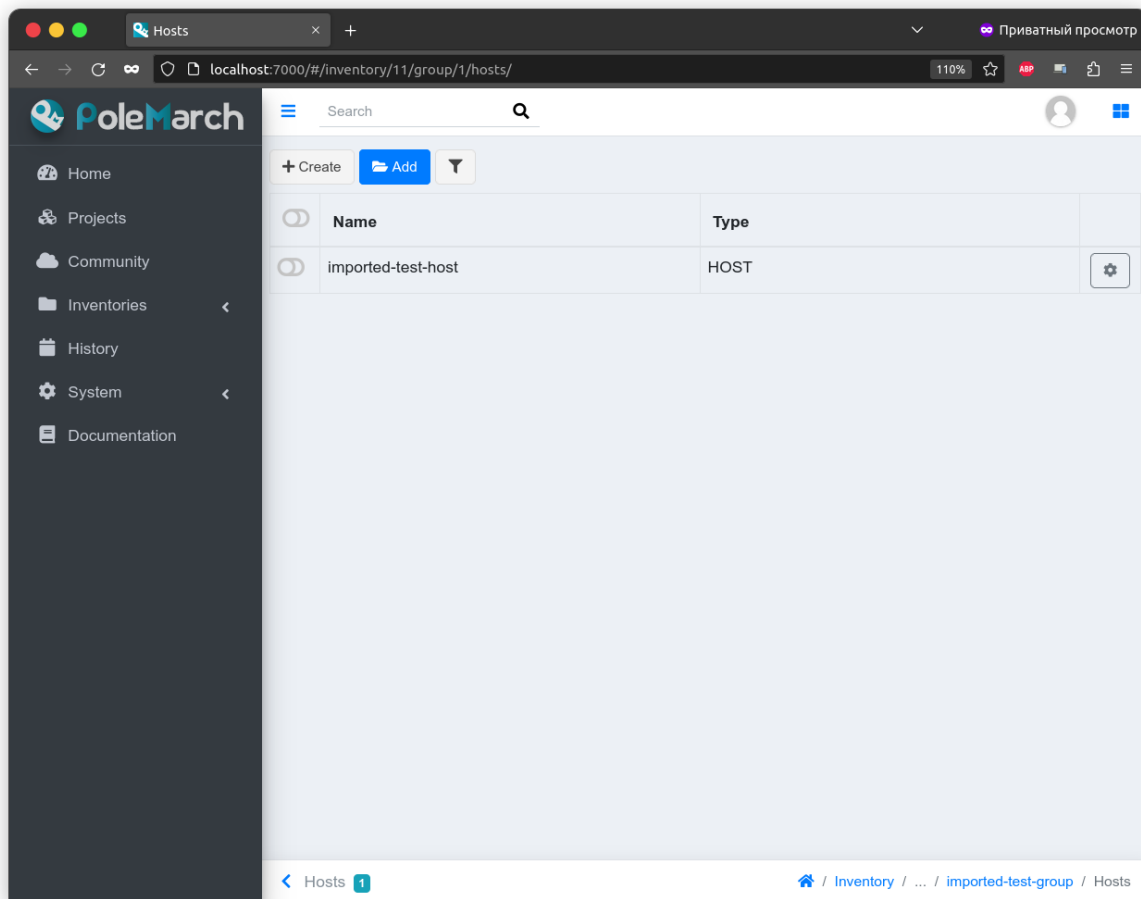 Hosts
Приватный просмотр
localhost:7000/#/inventory/11/group/1/hosts/
110%
ABP
PoleMarch
Search
Home
Projects
Community
Inventories
History
System
Documentation
Create
Add
Name Type
imported-test-host HOST
Hosts 1
/ Inventory / ... / imported-test-group / Hosts